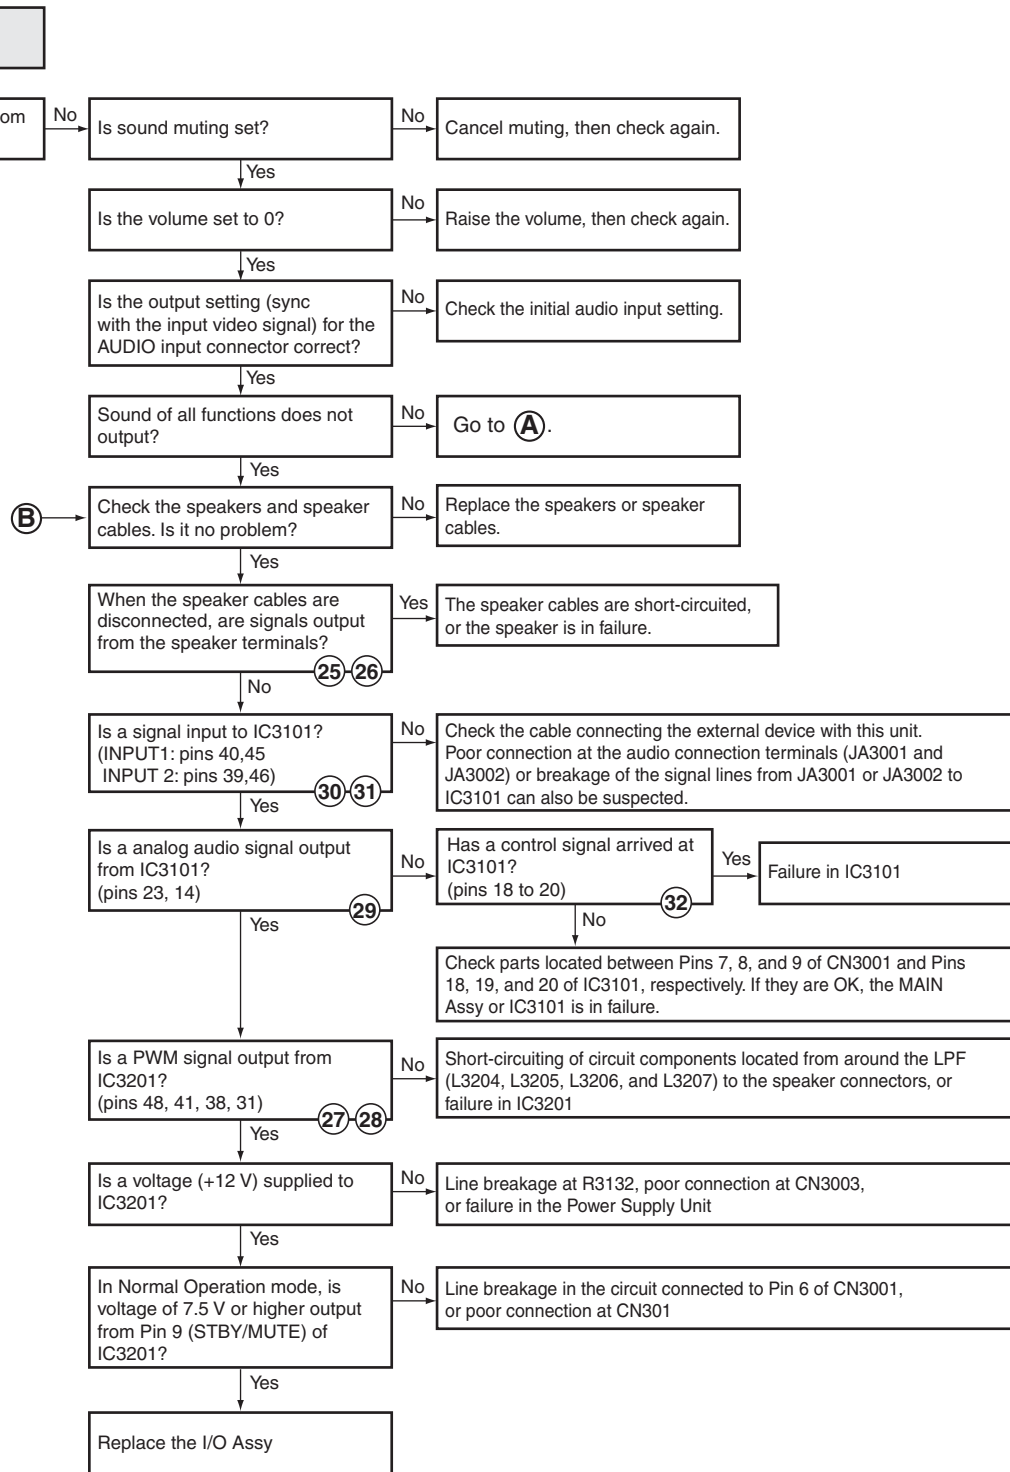 om
No
Is sound muting set?
No
Cancel muting, then check again.
Yes
Is the volume set to 0?
No
Raise the volume, then check again.
Yes
Is the output setting (sync
with the input video signal) for the
AUDIO input connector correct?
No
Check the initial audio input setting.
Yes
Sound of all functions does not
output?
No
Go to A.
Yes
B
Check the speakers and speaker
cables. Is it no problem?
No
Replace the speakers or speaker
cables.
Yes
When the speaker cables are
disconnected, are signals output
from the speaker terminals?
25 26
Yes
The speaker cables are short-circuited,
or the speaker is in failure.
No
Is a signal input to IC3101?
(INPUT1: pins 40,45
INPUT 2: pins 39,46)
30 31
No
Check the cable connecting the external device with this unit.
Poor connection at the audio connection terminals (JA3001 and
JA3002) or breakage of the signal lines from JA3001 or JA3002 to
IC3101 can also be suspected.
Yes
Is a analog audio signal output
from IC3101?
(pins 23, 14)
29
No
Has a control signal arrived at
IC3101?
(pins 18 to 20)
32
Yes
Failure in IC3101
No
Check parts located between Pins 7, 8, and 9 of CN3001 and Pins
18, 19, and 20 of IC3101, respectively. If they are OK, the MAIN
Assy or IC3101 is in failure.
Yes
Is a PWM signal output from
IC3201?
(pins 48, 41, 38, 31)
27 28
No
Short-circuiting of circuit components located from around the LPF
(L3204, L3205, L3206, and L3207) to the speaker connectors, or
failure in IC3201
Yes
Is a voltage (+12 V) supplied to
IC3201?
No
Line breakage at R3132, poor connection at CN3003,
or failure in the Power Supply Unit
Yes
In Normal Operation mode, is
voltage of 7.5 V or higher output
from Pin 9 (STBY/MUTE) of
IC3201?
No
Line breakage in the circuit connected to Pin 6 of CN3001,
or poor connection at CN301
Yes
Replace the I/O Assy